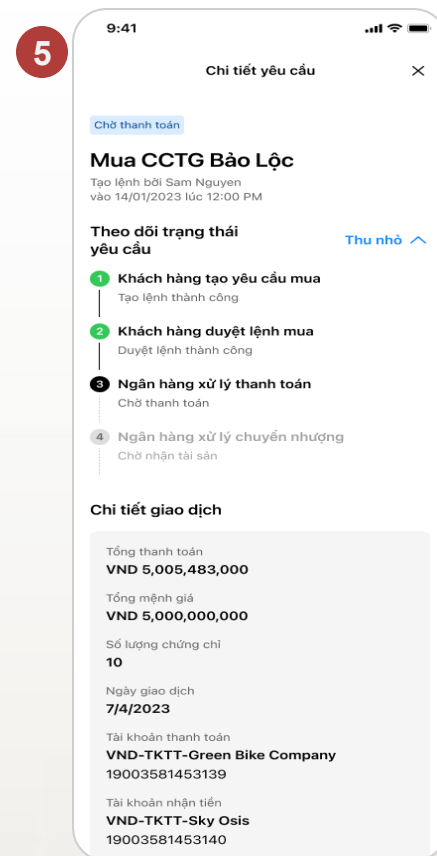 5
9:41
Chi tiết yêu cầu
Chờ thanh toán
Mua CCTG Bảo Lộc
Tạo lệnh bởi Sam Nguyen
vào 14/01/2023 lúc 12:00 PM
Theo dõi trạng thái
yêu cầu
Thu nhỏ
1 Khách hàng tạo yêu cầu mua
Tạo lệnh thành công
2 Khách hàng duyệt lệnh mua
Duyệt lệnh thành công
3 Ngân hàng xử lý thanh toán
Chờ thanh toán
4 Ngân hàng xử lý chuyển nhượng
Chờ nhận tài sản
Chi tiết giao dịch
Tổng thanh toán
VND 5,005,483,000
Tổng mệnh giá
VND 5,000,000,000
Số lượng chứng chỉ
10
Ngày giao dịch
7/4/2023
Tài khoản thanh toán
VND-TKTT-Green Bike Company
19003581453139
Tài khoản nhận tiền
VND-TKTT-Sky Osis
19003581453140